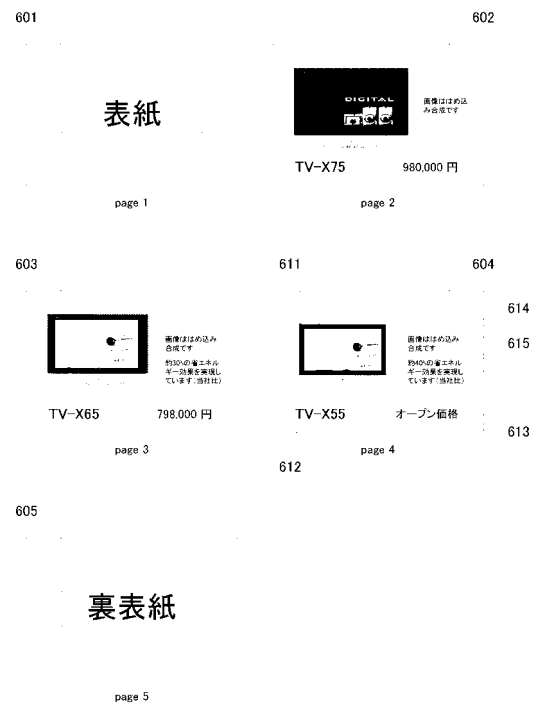 601
602
表紙
DIGITAL
画像ははめ込
み合成です
TV-X75
980,000 円
page 1
page 2
603
611
604
614
615
画像ははめ込み
合成です
約30%の省エネル
ギー効果を実現し
ています(当社比)
画像ははめ込み
合成です
約40%の省エネル
ギー効果を実現し
ています(当社比)
TV-X65
798,000 円
TV-X55
オープン価格
613
page 3
page 4
612
605
裏表紙
page 5